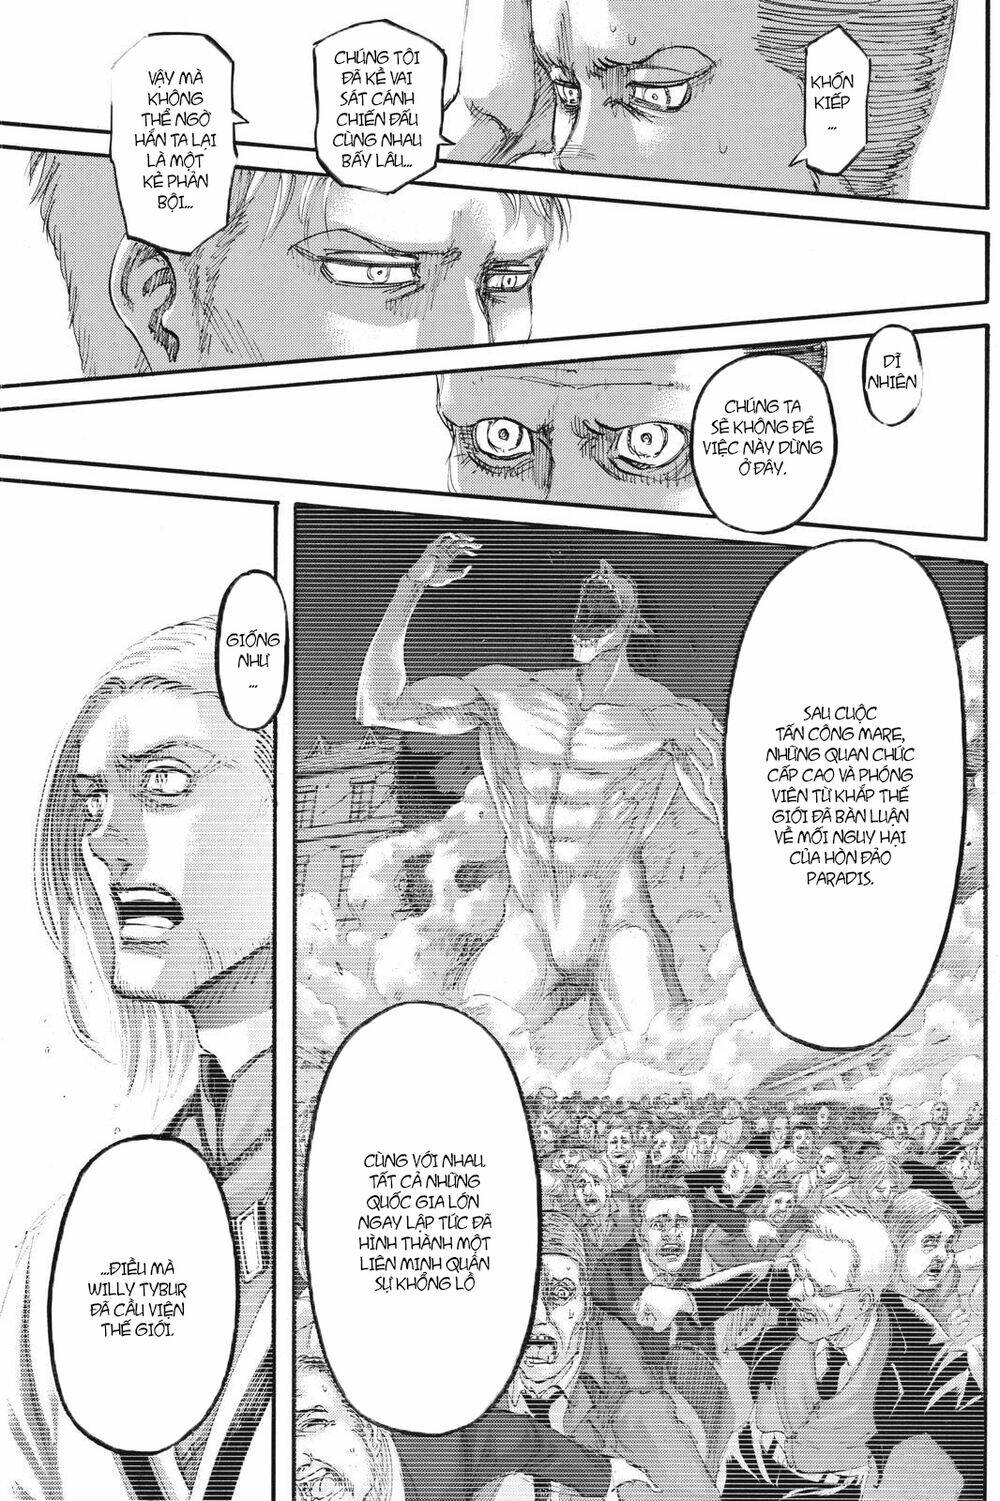 KHỐN
KIẾP
...
CHÚNG TÔI
ĐÃ KỀ VAI
SÁT CÁNH
CHIẾN ĐẤU
CÙNG NHAU
BẤY LÂU...
VẬY MÀ
KHÔNG
THỂ NGỜ
HẮN TA LẠI
LÀ MỘT
KẺ PHẢN
BỘI...
DĨ
NHIÊN
CHÚNG TA
SẼ KHÔNG ĐỂ
VIỆC NÀY DỪNG
Ở ĐÂY.
SAU CUỘC
TẤN CÔNG MARE,
NHỮNG QUAN CHỨC
CẤP CAO VÀ PHÓNG
VIÊN TỪ KHẮP THẾ
GIỚI ĐÃ BÀN LUẬN
VỀ MỐI NGUY HẠI
CỦA HÒN ĐẢO
PARADIS.
CÙNG VỚI NHAU.
TẤT CẢ NHỮNG
QUỐC GIA LỚN
NGAY LẬP TỨC ĐÃ
HÌNH THÀNH MỘT
LIÊN MINH QUÂN
SỰ KHỔNG LỒ
GIỐNG
NHƯ
...
...ĐIỀU MÀ
WILLY TYBUR
ĐÃ CẦU VIỆN
THẾ GIỚI.